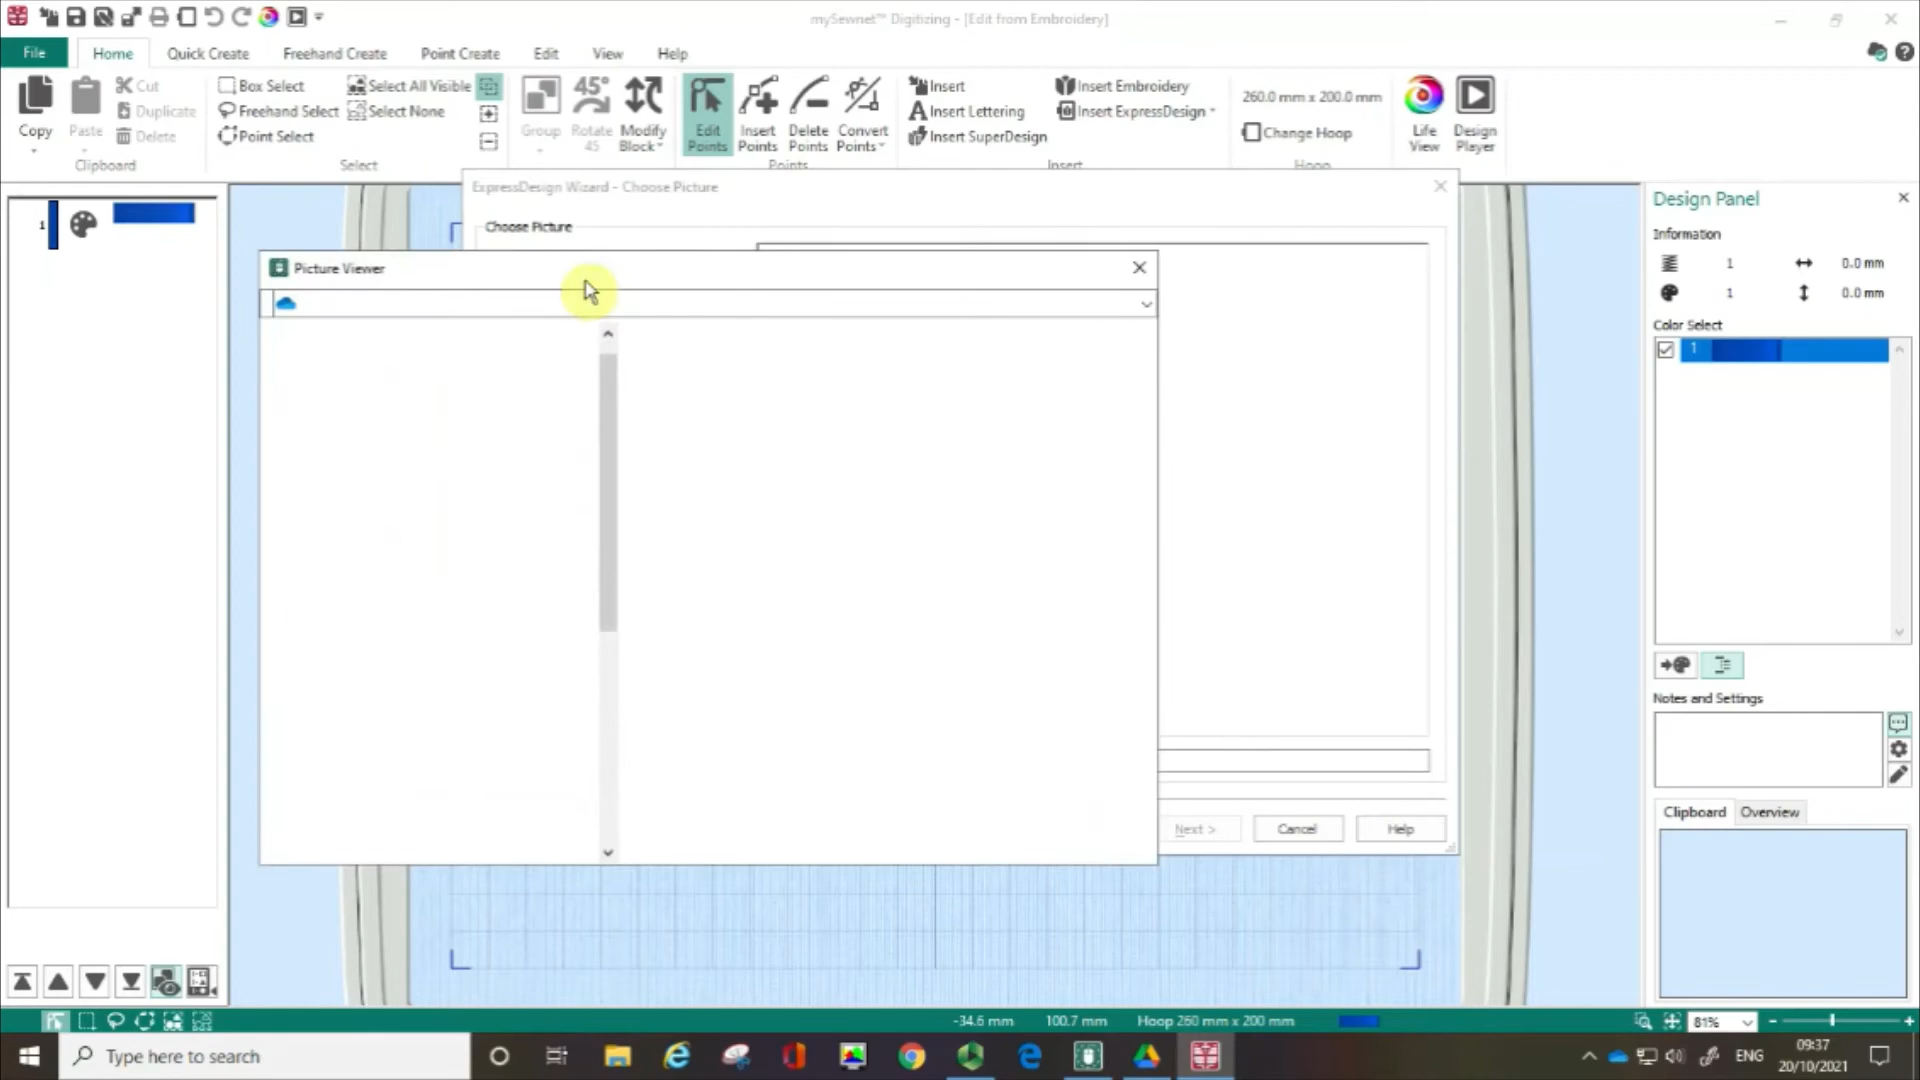 mySewnet™ Digitizing - [Edit from Embroidery]
File
Home
Quick Create
Freehand Create
Point Create
Edit
View
Help
Copy
Paste
Cut
Duplicate
Delete
Clipboard
Box Select
Freehand Select
Point Select
Select All Visible
Select None
Select
Group
Rotate 45
45°
Modify Block
Edit Points
Insert Points
Delete Points
Convert Points
Points
Insert
Insert Lettering
Insert SuperDesign
Insert Embroidery
Insert ExpressDesign
Insert
260.0 mm x 200.0 mm
Change Hoop
Hoop
Life View
Design Player
1
ExpressDesign Wizard - Choose Picture
Choose Picture
Picture Viewer
Next >
Cancel
Help
Design Panel
Information
1
0.0 mm
1
0.0 mm
Color Select
1
Notes and Settings
Clipboard
Overview
-34.6 mm
100.7 mm
Hoop 260 mm x 200 mm
81%
Type here to search
ENG
09:37
20/10/2021